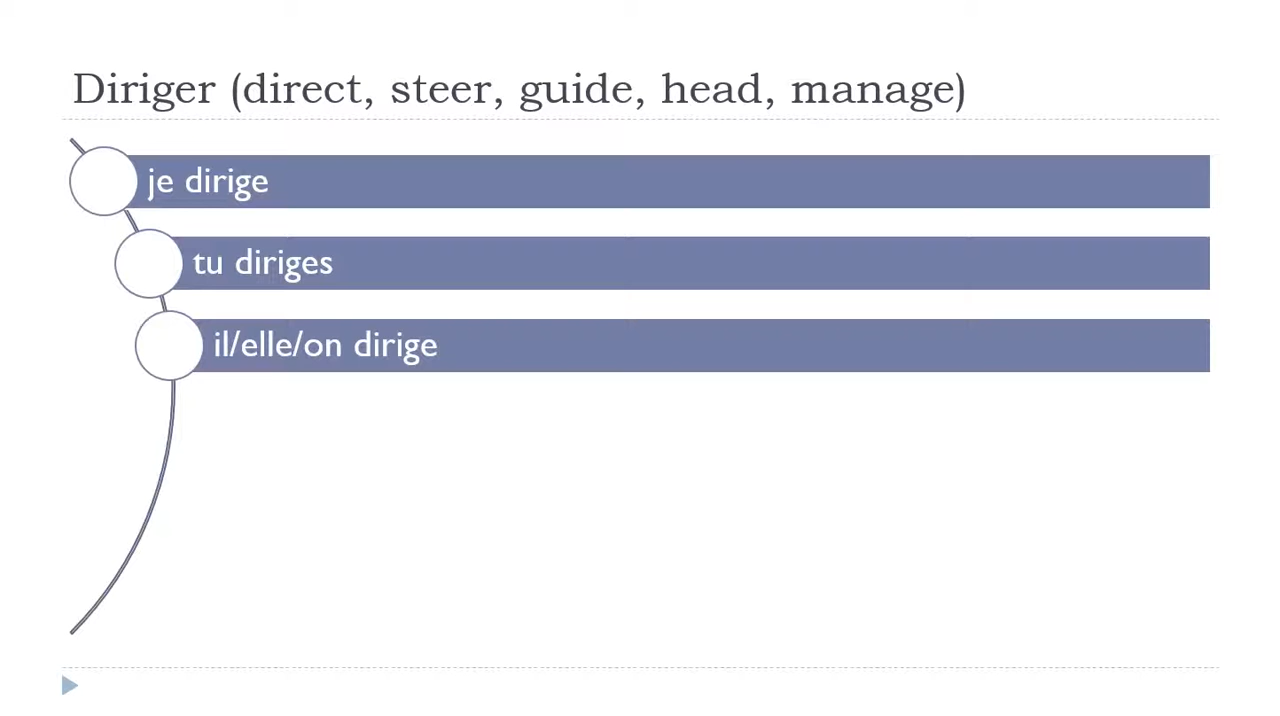 Diriger (direct, steer, guide, head, manage)
je dirige
tu diriges
il/elle/on dirige